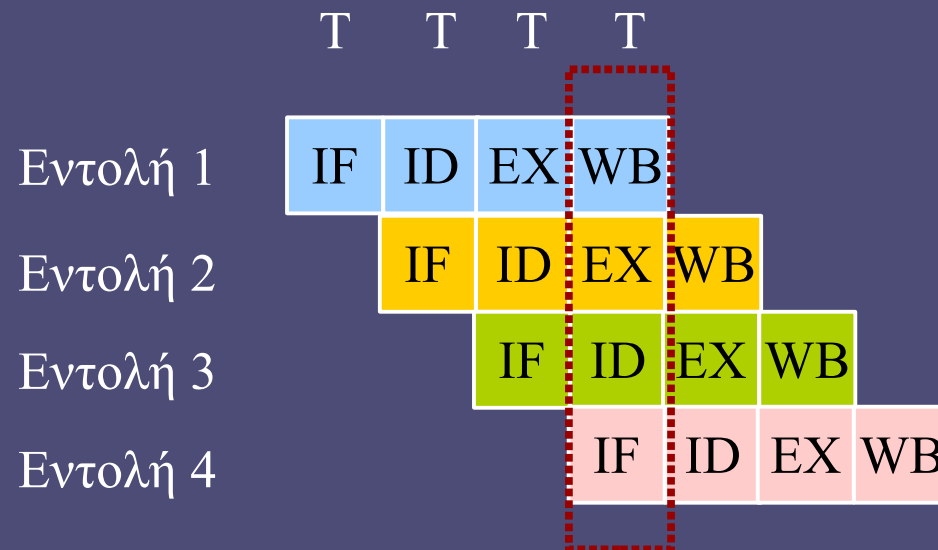 T T T T
Εντολή 1 IF ID EX WB
Εντολή 2 IF ID EX WB
Εντολή 3 IF ID EX WB
Εντολή 4 IF ID EX WB